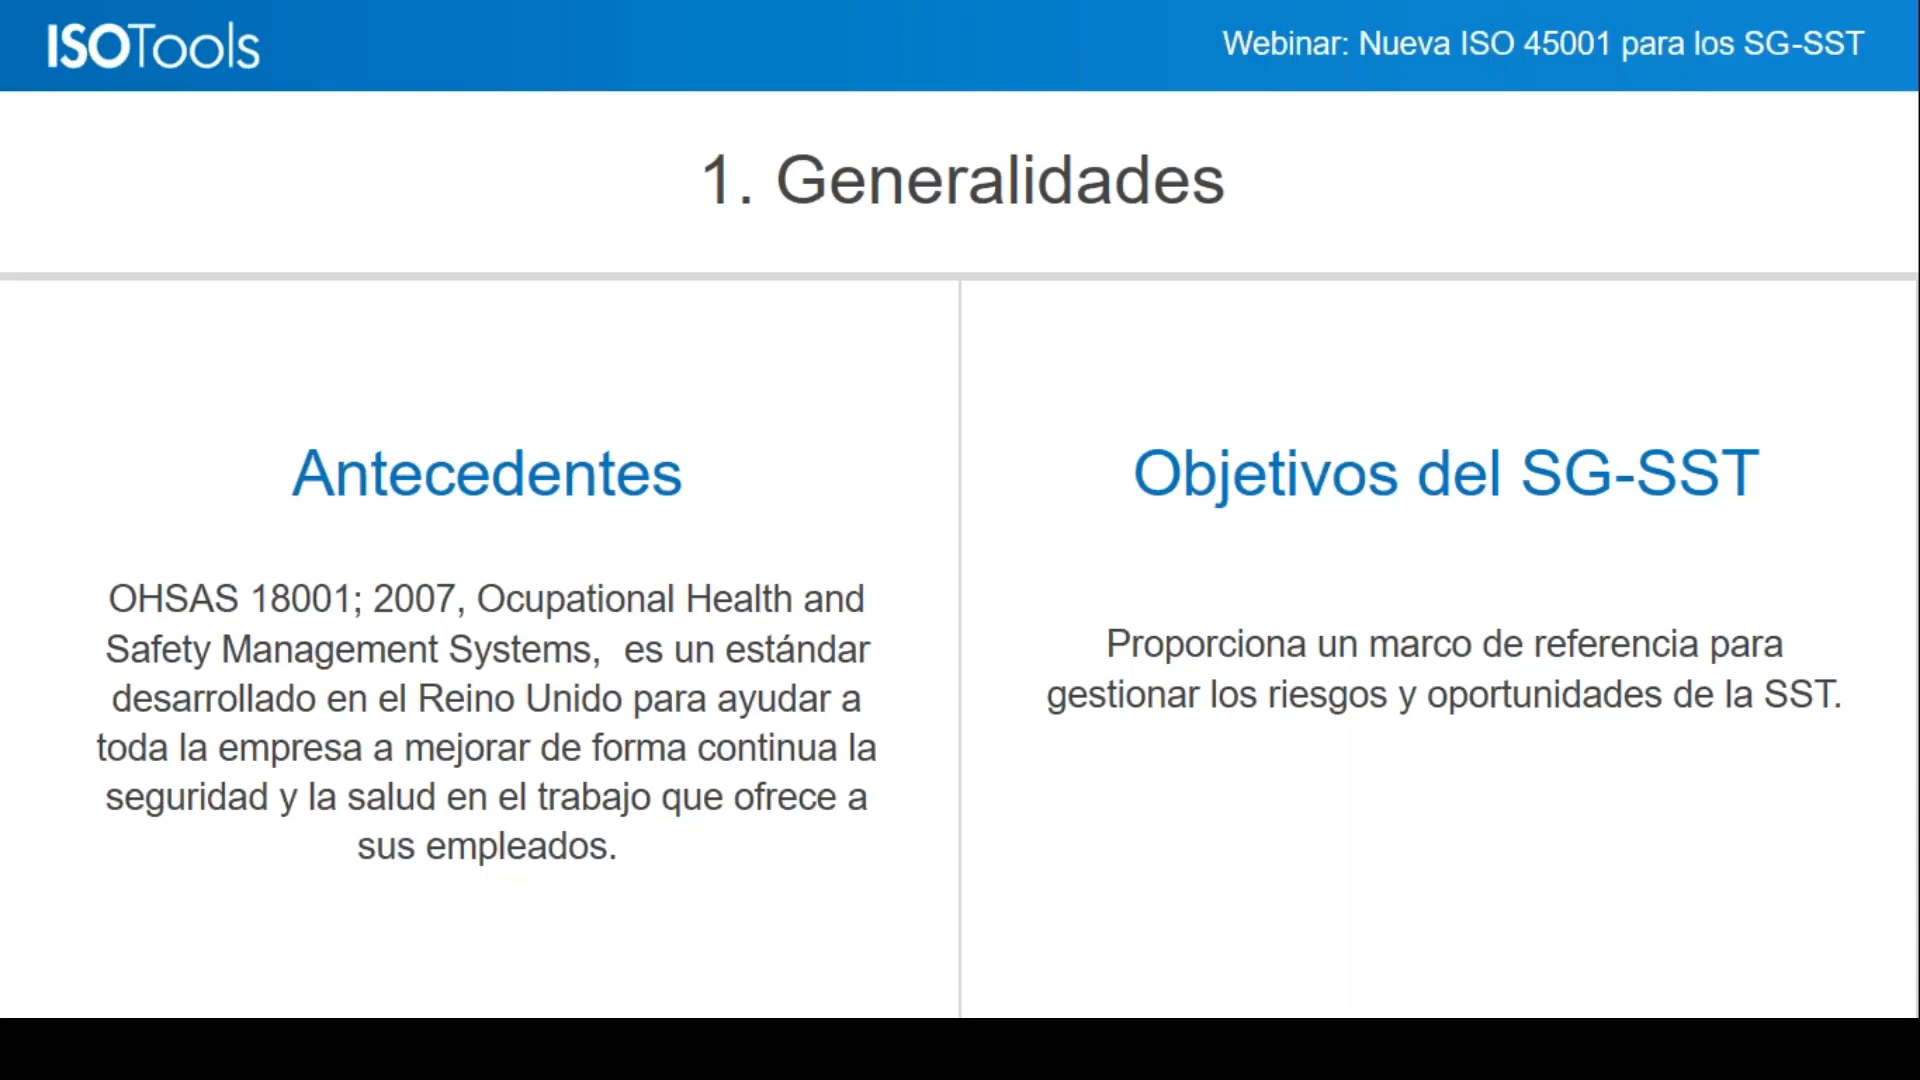 ISOTools
Webinar: Nueva ISO 45001 para los SG-SST
1. Generalidades
Antecedentes
OHSAS 18001; 2007, Ocupational Health and
Safety Management Systems,  es un estándar
desarrollado en el Reino Unido para ayudar a
toda la empresa a mejorar de forma continua la
seguridad y la salud en el trabajo que ofrece a
sus empleados.
Objetivos del SG-SST
Proporciona un marco de referencia para
gestionar los riesgos y oportunidades de la SST.